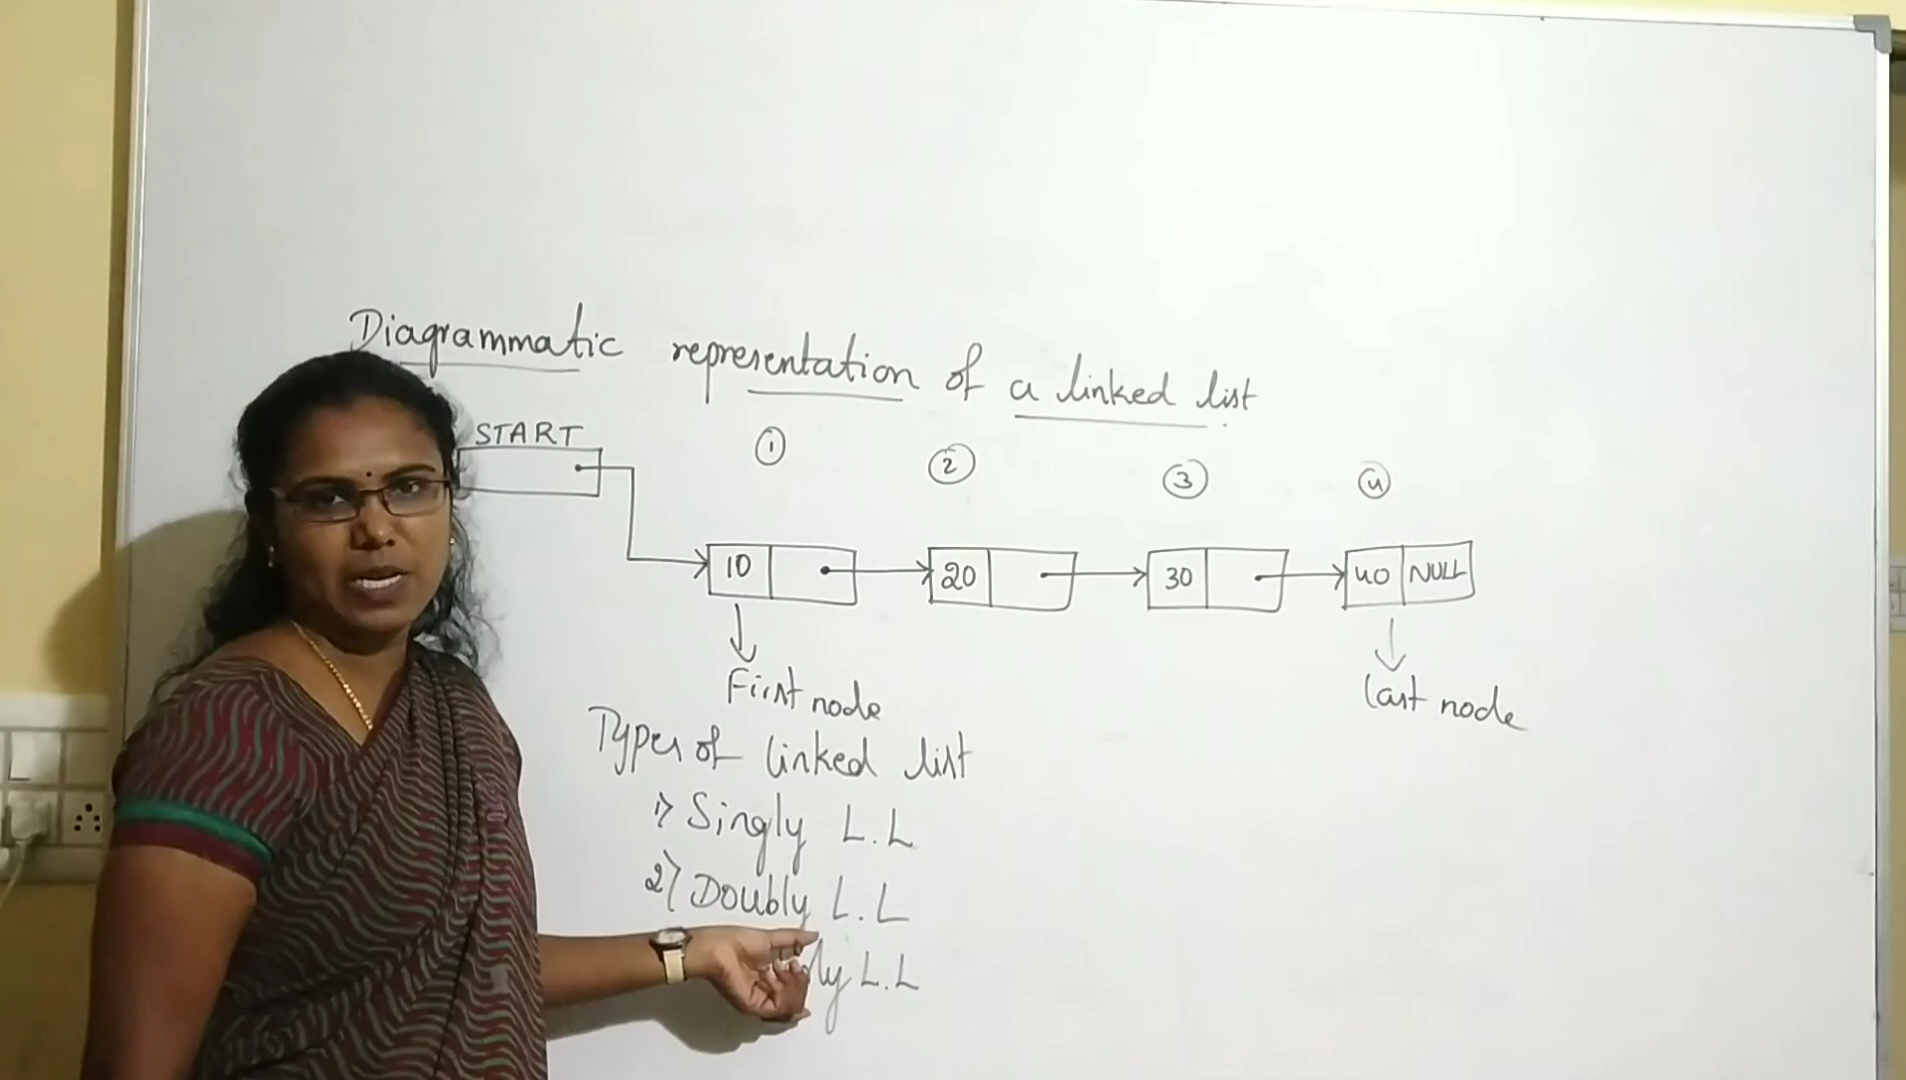 Diagrammatic representation of a linked list
START
① ② ③ ④
10 20 30 40 NULL
First node last node
Types of linked list
1) Singly L.L
2) Doubly L.L
L.L